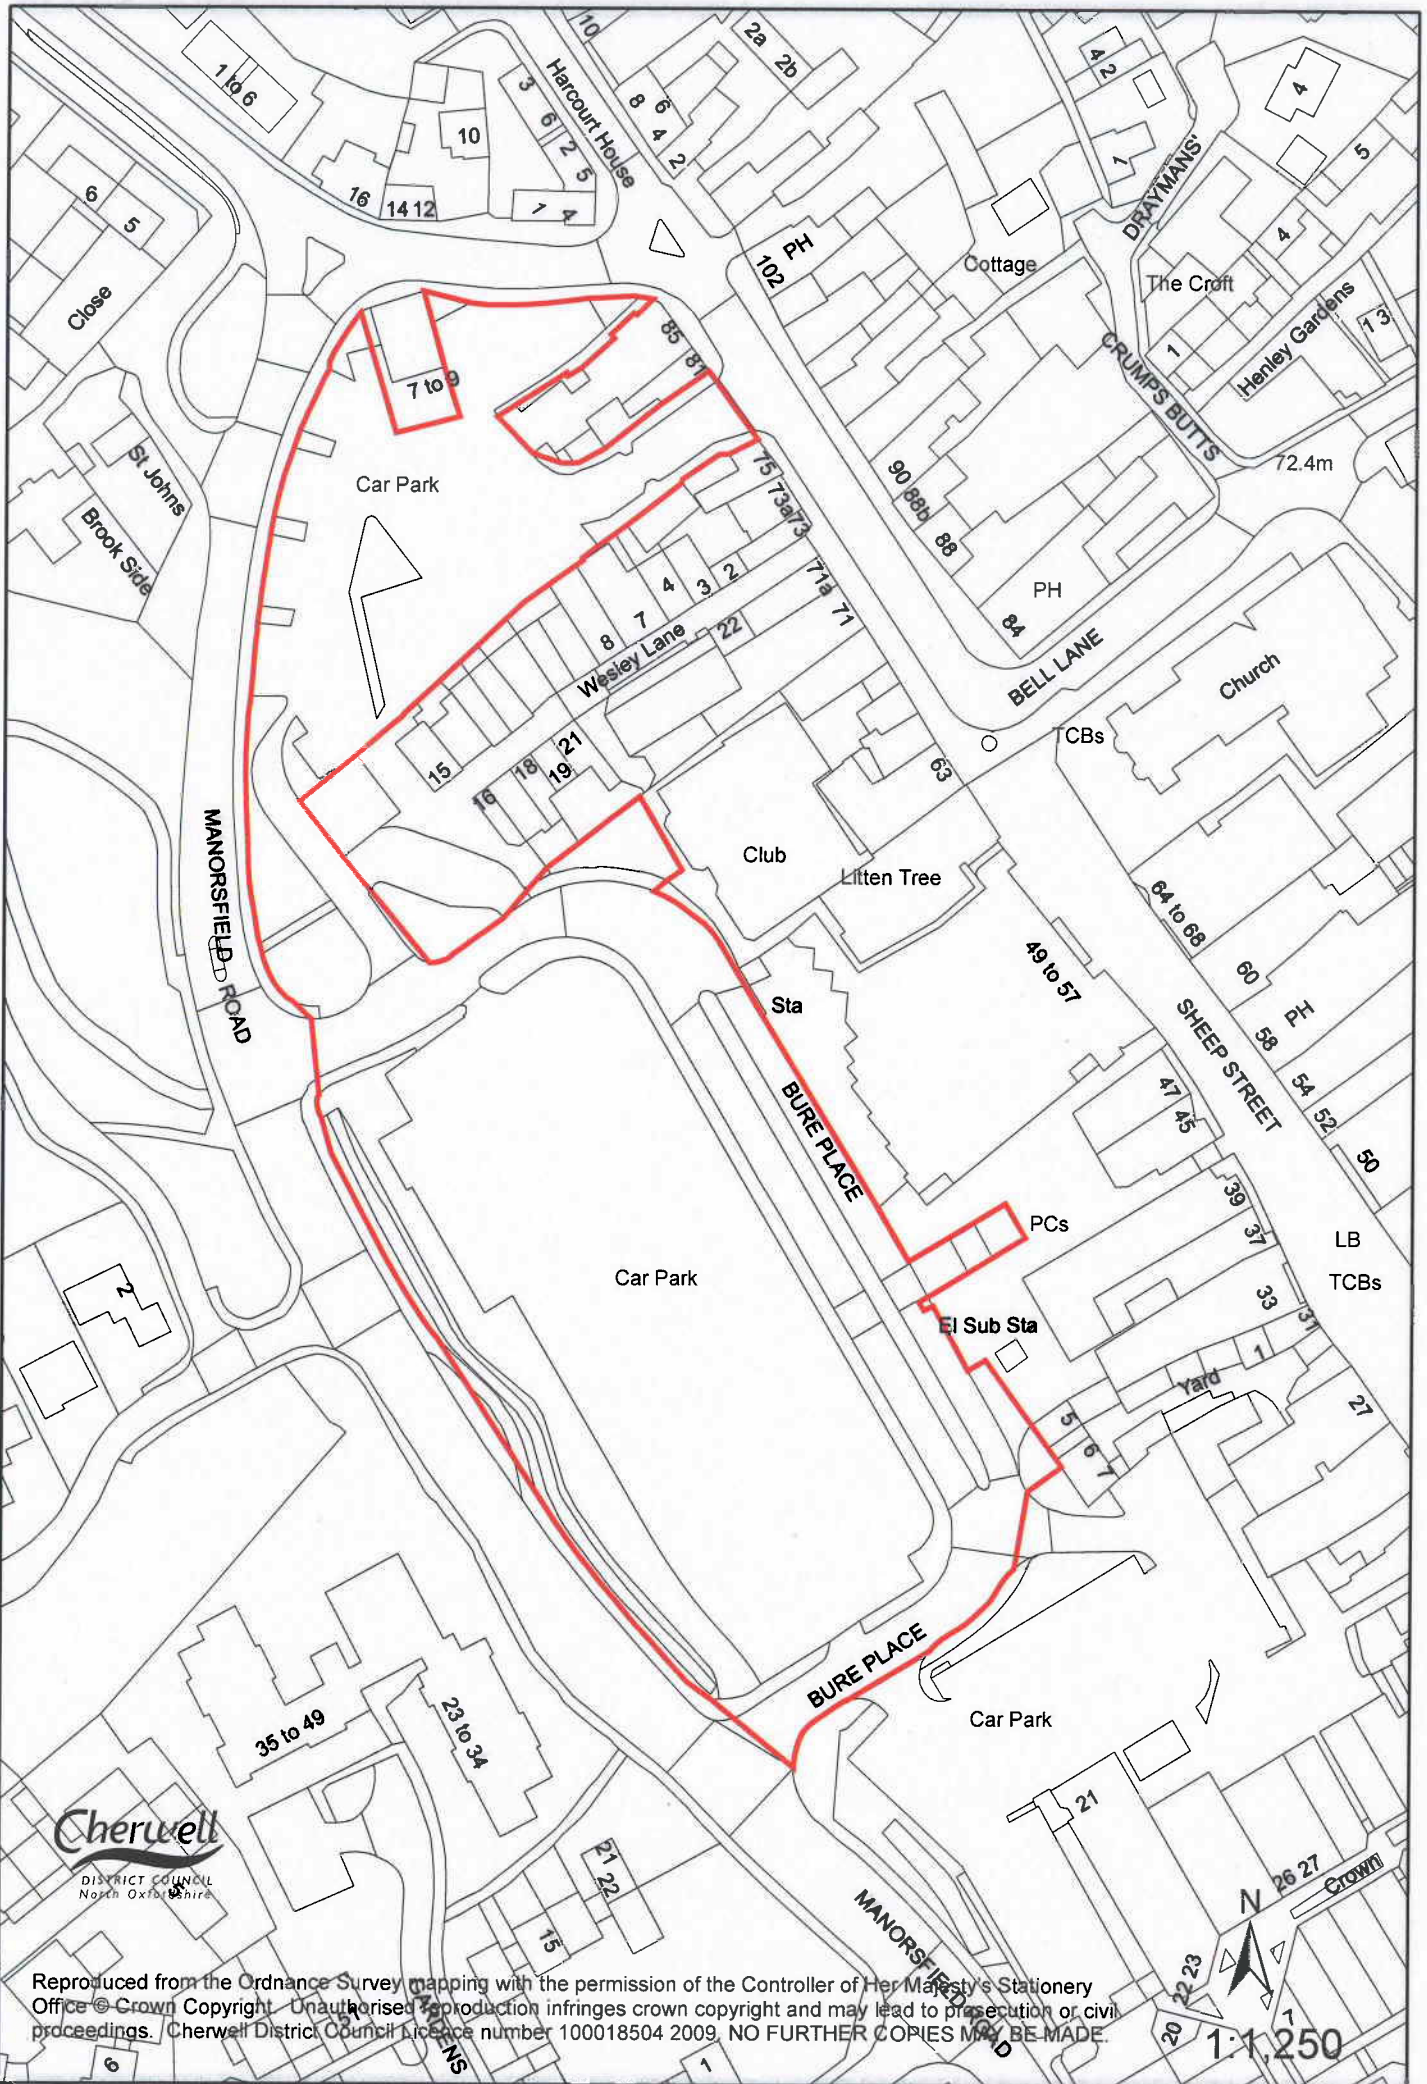 10
2a
2b
1 to 6
3
6
2
5
Harcourt House
8
6
4
2
4
2
4
10
16
14 12
1
4
6
5
Close
1
DRAYMANS'
5
4
102
PH
Cottage
The Croft
Henley Gardens
1 3
1
CRUMPS BUTTS
85
81
7 to 9
Car Park
St Johns
Brook Side
75
73a
73
71a
71
90
88b
88
72.4m
PH
84
BELL LANE
Church
TCBs
4
3
2
8
7
Wesley Lane
22
15
16
18
21
19
63
MANORSFIELD
ROAD
Club
Litten Tree
64 to 68
60
PH
58
54
52
50
49 to 57
SHEEP STREET
Sta
BURE PLACE
47
45
39
37
33
31
LB
TCBs
PCs
2
Car Park
El Sub Sta
Yard
1
5
6
7
27
BURE PLACE
Car Park
35 to 49
23 to 34
21
Cherwell
DISTRICT COUNCIL
North Oxfordshire
5
21
22
15
MANORSFIELD
ROAD
26 27
Crown
N
22 23
20
7
Reproduced from the Ordnance Survey mapping with the permission of the Controller of Her Majesty's Stationery
Office © Crown Copyright. Unauthorised reproduction infringes crown copyright and may lead to prosecution or civil
proceedings. Cherwell District Council Licence number 100018504 2009. NO FURTHER COPIES MAY BE MADE.
1:1,250
6
GARDENS
1